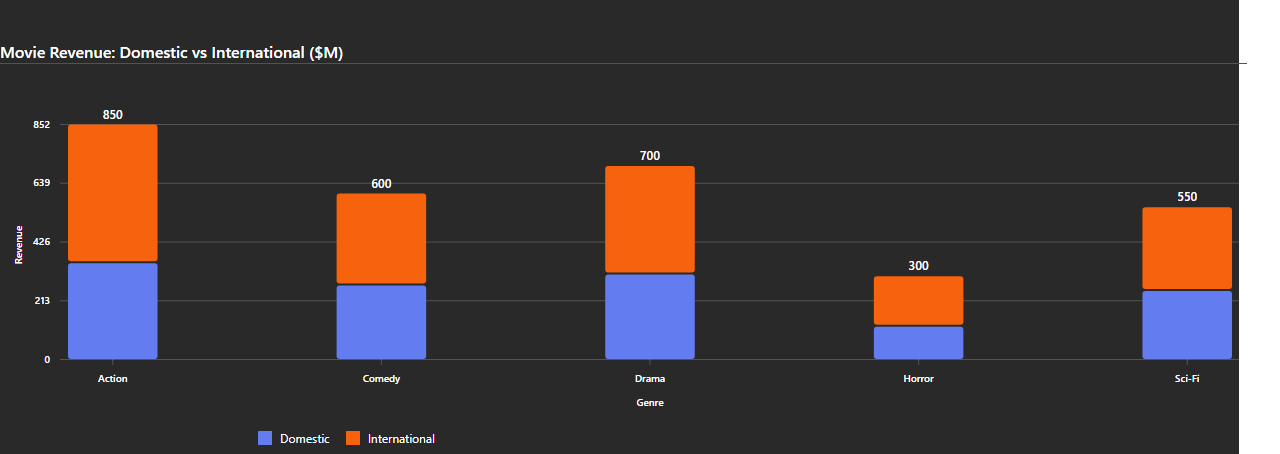 Movie Revenue: Domestic vs International ($M)
850
852
700
600
639
550
Revenue
426
300
213
0
Action Comedy Drama Horror Sci-Fi
Genre
Domestic International